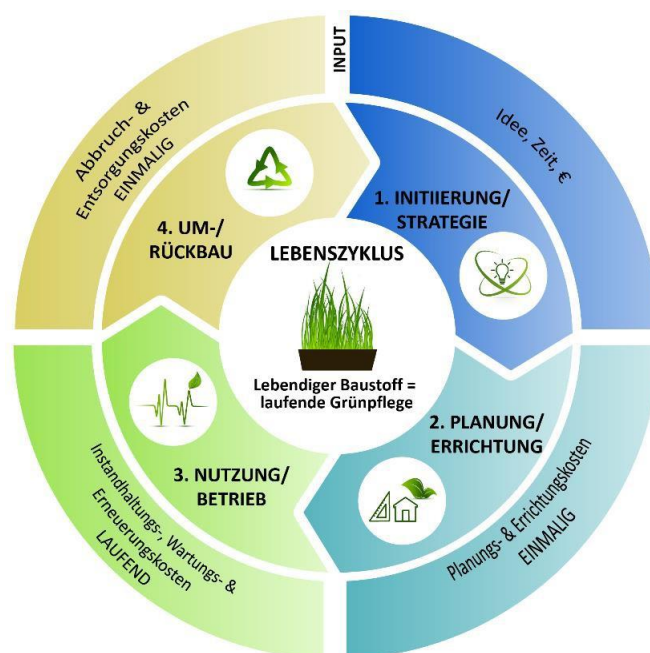 INPUT
Idee, Zeit, €
1. INITIIERUNG/
STRATEGIE
2. PLANUNG/
ERRICHTUNG
Planungs- & Errichtungskosten
EINMALIG
3. NUTZUNG/
BETRIEB
Instandhaltungs-, Wartungs- &
Erneuerungskosten
LAUFEND
4. UM-/
RÜCKBAU
Abbruch- &
Entsorgungskosten
EINMALIG
LEBENSZYKLUS
Lebendiger Baustoff =
laufende Grünpflege